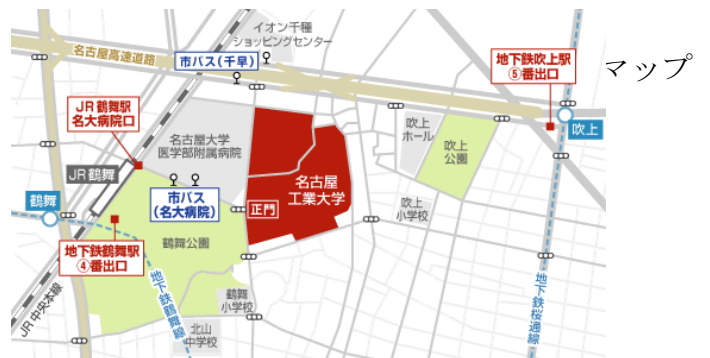 イオン千種
ショッピングセンター
名古屋高速道路
市バス(千早)
地下鉄吹上駅
⑤番出口
マップ
JR鶴舞駅
名大病院口
名古屋大学
医学部附属病院
吹上
ホール
吹上
公園
吹上
JR鶴舞
市バス
(名大病院)
名古屋
工業大学
正門
鶴舞
吹上
小学校
地下鉄鶴舞駅
④番出口
鶴舞公園
地下鉄鶴舞線
地下鉄桜通線
JR中央本線
鶴舞
小学校
北山
中学校